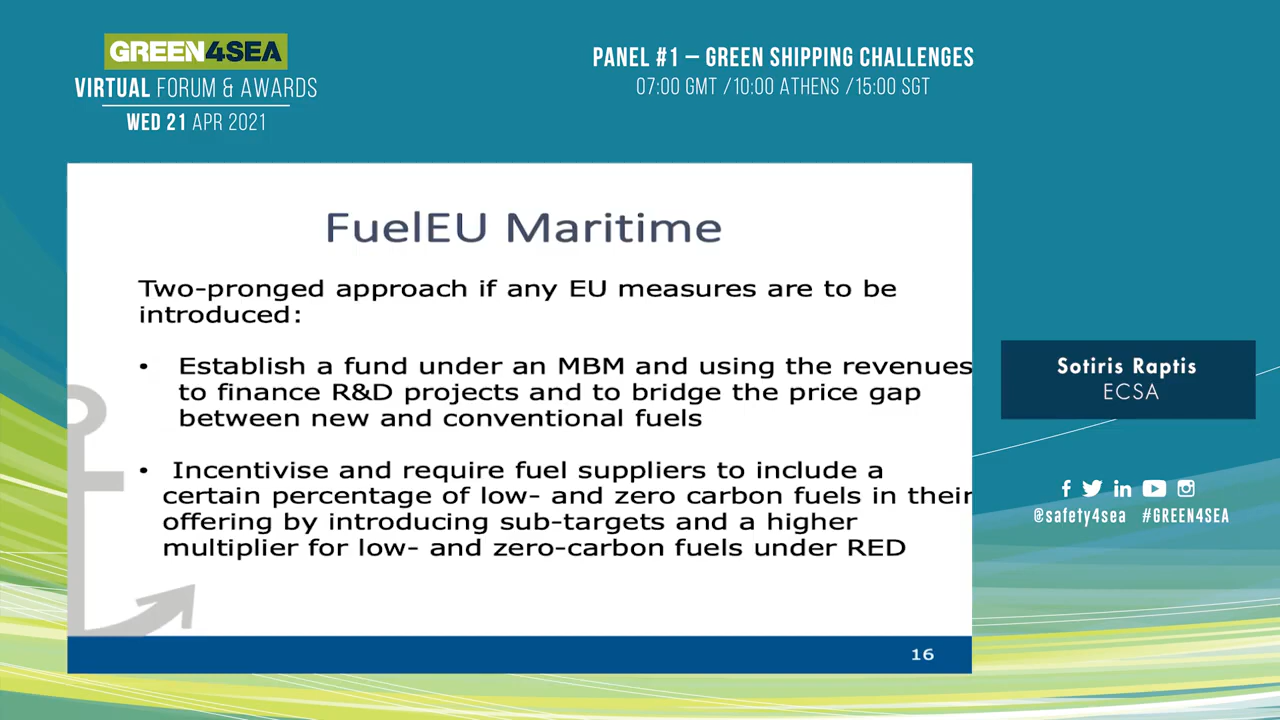 GREEN4SEA
VIRTUAL FORUM & AWARDS
WED 21 APR 2021
PANEL #1 – GREEN SHIPPING CHALLENGES
07:00 GMT /10:00 ATHENS /15:00 SGT
FuelEU Maritime
Two-pronged approach if any EU measures are to be
introduced:
• Establish a fund under an MBM and using the revenues
to finance R&D projects and to bridge the price gap
between new and conventional fuels
• Incentivise and require fuel suppliers to include a
certain percentage of low- and zero carbon fuels in their
offering by introducing sub-targets and a higher
multiplier for low- and zero-carbon fuels under RED
16
Sotiris Raptis
ECSA
@safety4sea #GREEN4SEA